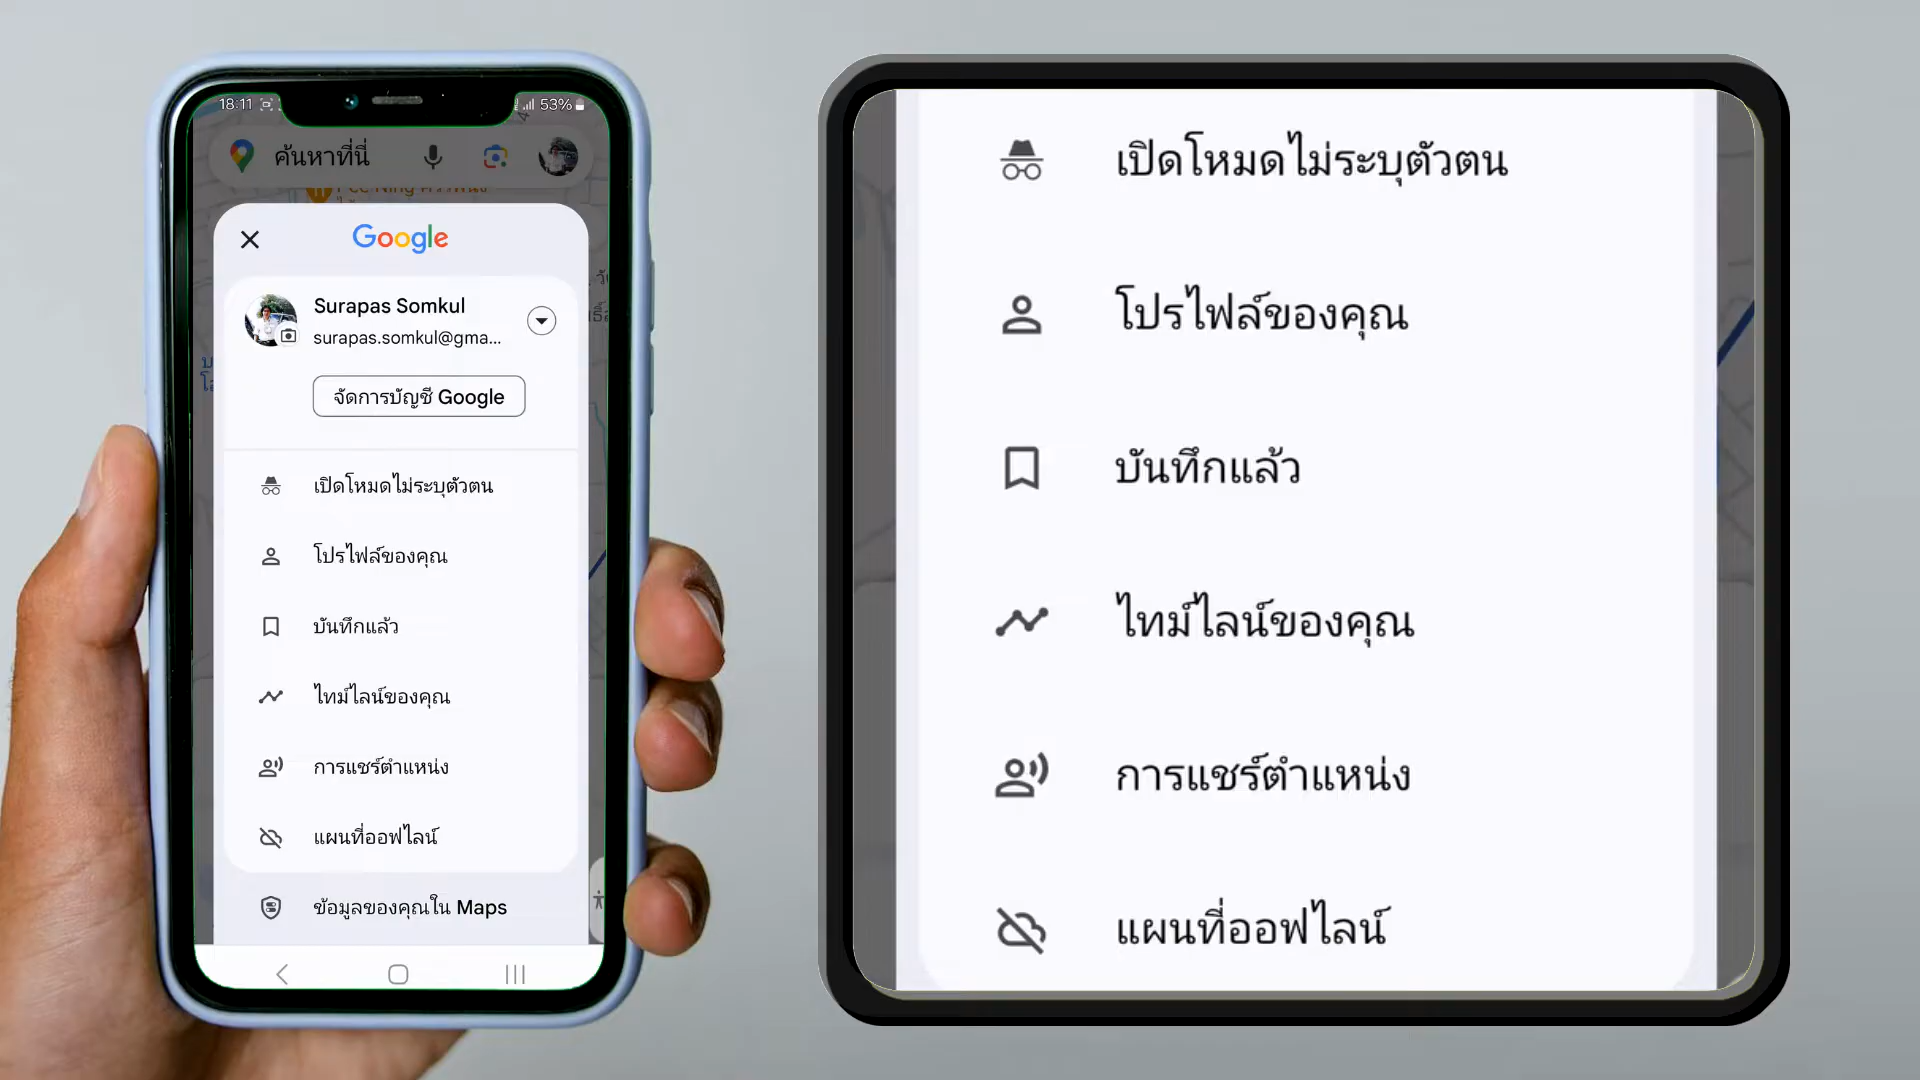 18:11
53%
ค้นหาที่นี่
Google
Surapas Somkul
surapas.somkul@gma...
จัดการบัญชี Google
เปิดโหมดไม่ระบุตัวตน
โปรไฟล์ของคุณ
บันทึกแล้ว
ไทม์ไลน์ของคุณ
การแชร์ตำแหน่ง
แผนที่ออฟไลน์
ข้อมูลของคุณใน Maps
เปิดโหมดไม่ระบุตัวตน
โปรไฟล์ของคุณ
บันทึกแล้ว
ไทม์ไลน์ของคุณ
การแชร์ตำแหน่ง
แผนที่ออฟไลน์